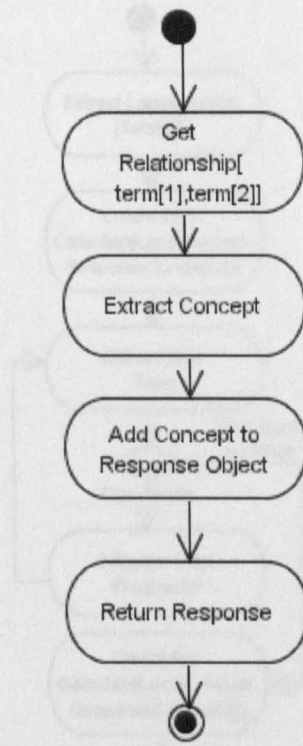 Get
Relationship[
term[1],term[2]]
Extract Concept
Add Concept to
Response Object
Return Response